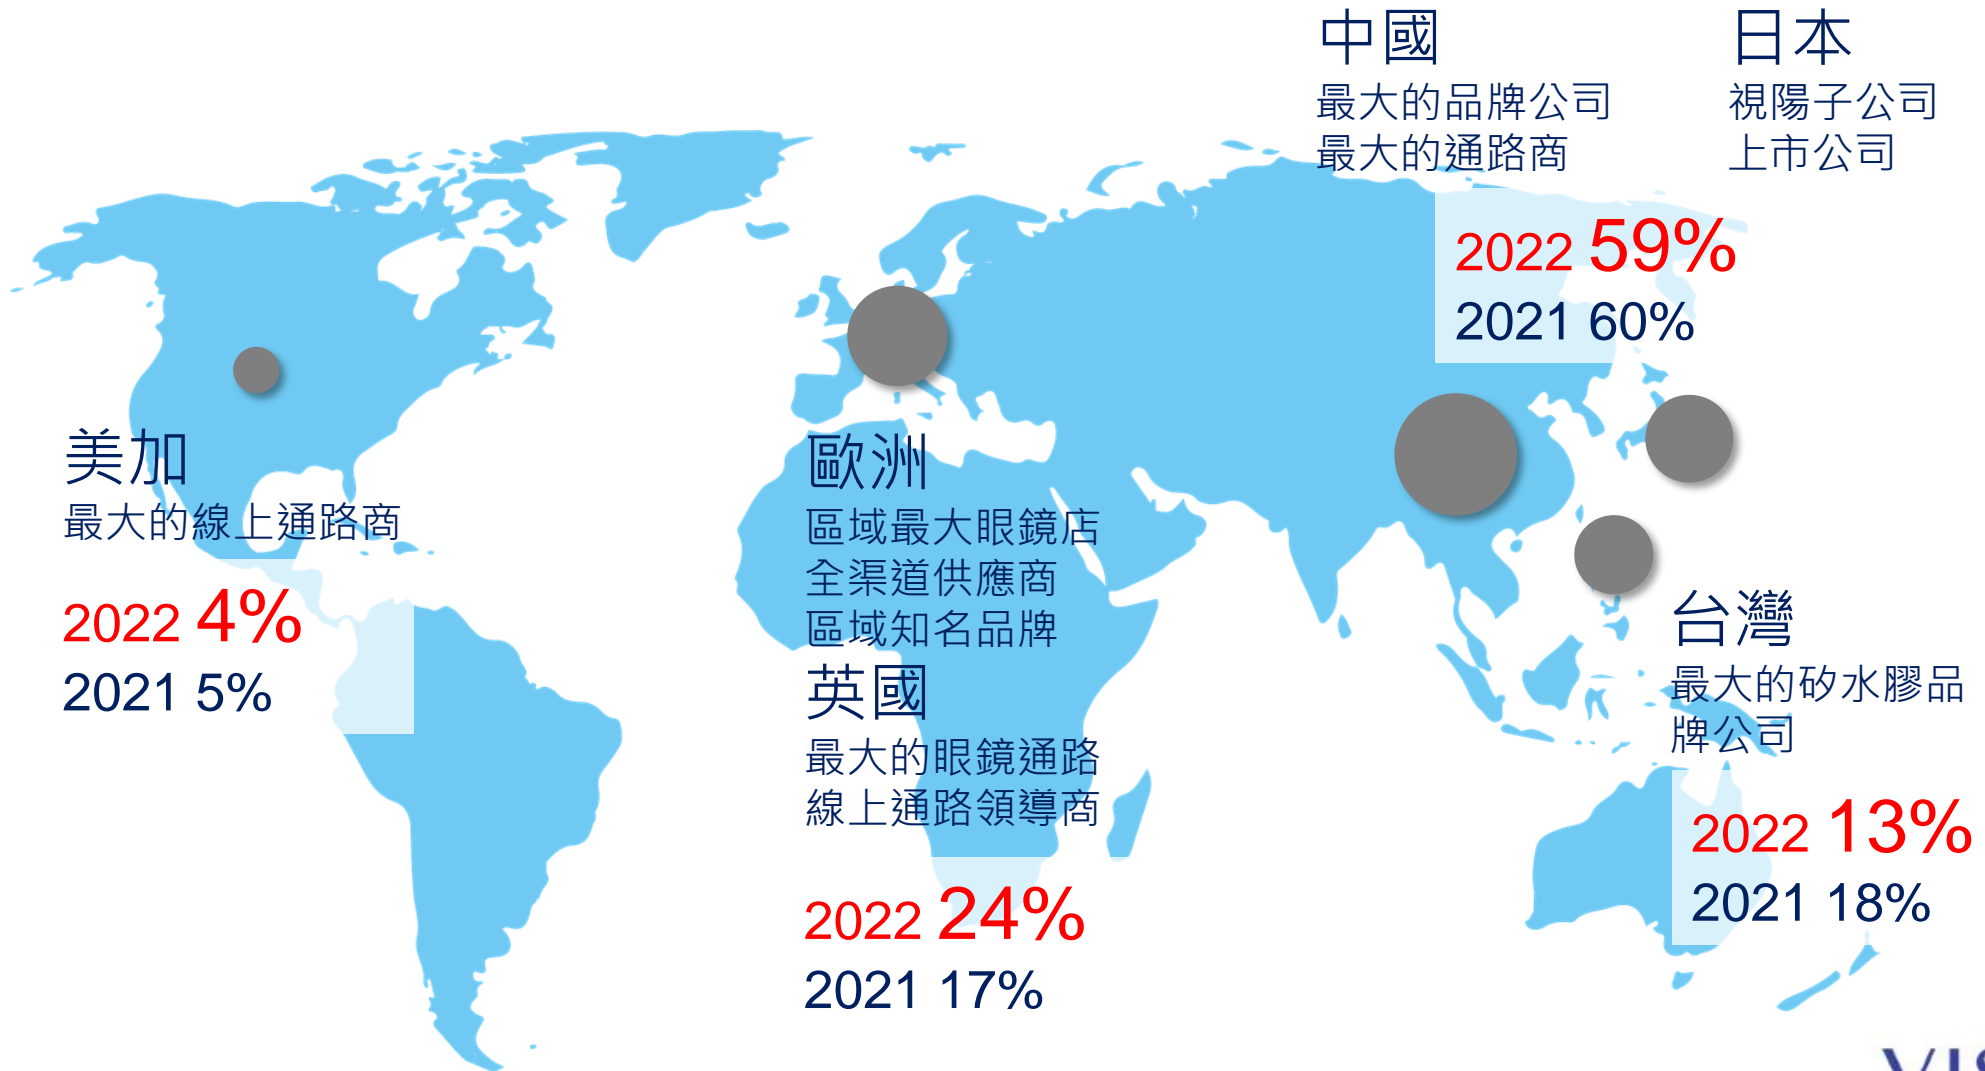 中國
最大的品牌公司
最大的通路商
日本
視陽子公司
上市公司
2022 59%
2021 60%
美加
最大的線上通路商
2022 4%
2021 5%
歐洲
區域最大眼鏡店
全渠道供應商
區域知名品牌
英國
最大的眼鏡通路
線上通路領導商
2022 24%
2021 17%
台灣
最大的矽水膠品
牌公司
2022 13%
2021 18%